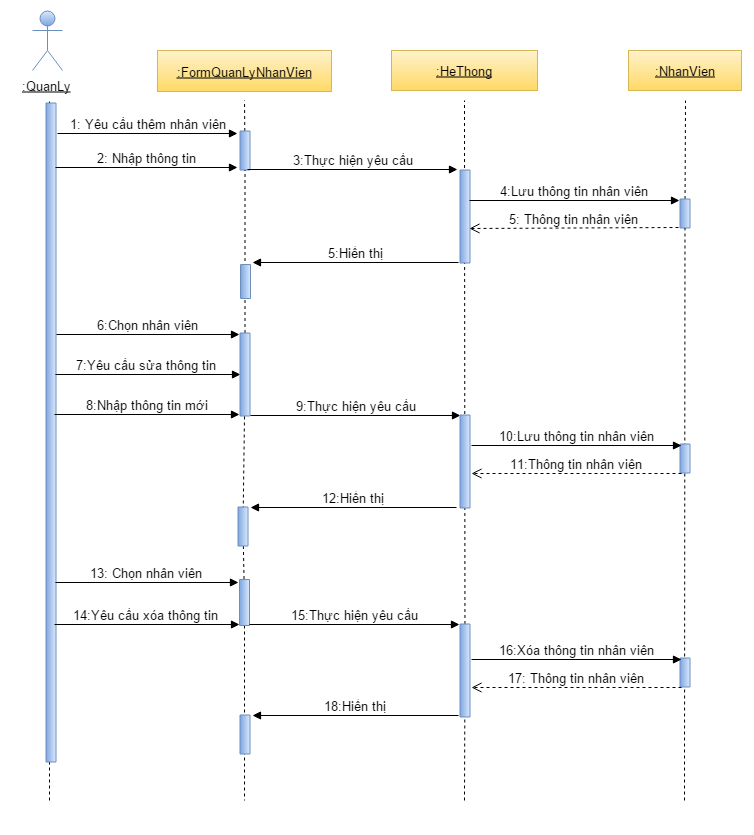 :QuanLy
:FormQuanLyNhanVien
:HeThong
:NhanVien
1: Yêu cầu thêm nhân viên
2: Nhập thông tin
3:Thực hiện yêu cầu
4:Lưu thông tin nhân viên
5: Thông tin nhân viên
5:Hiển thị
6:Chọn nhân viên
7:Yêu cầu sửa thông tin
8:Nhập thông tin mới
9:Thực hiện yêu cầu
10:Lưu thông tin nhân viên
11:Thông tin nhân viên
12:Hiển thị
13: Chọn nhân viên
14:Yêu cầu xóa thông tin
15:Thực hiện yêu cầu
16:Xóa thông tin nhân viên
17: Thông tin nhân viên
18:Hiển thị